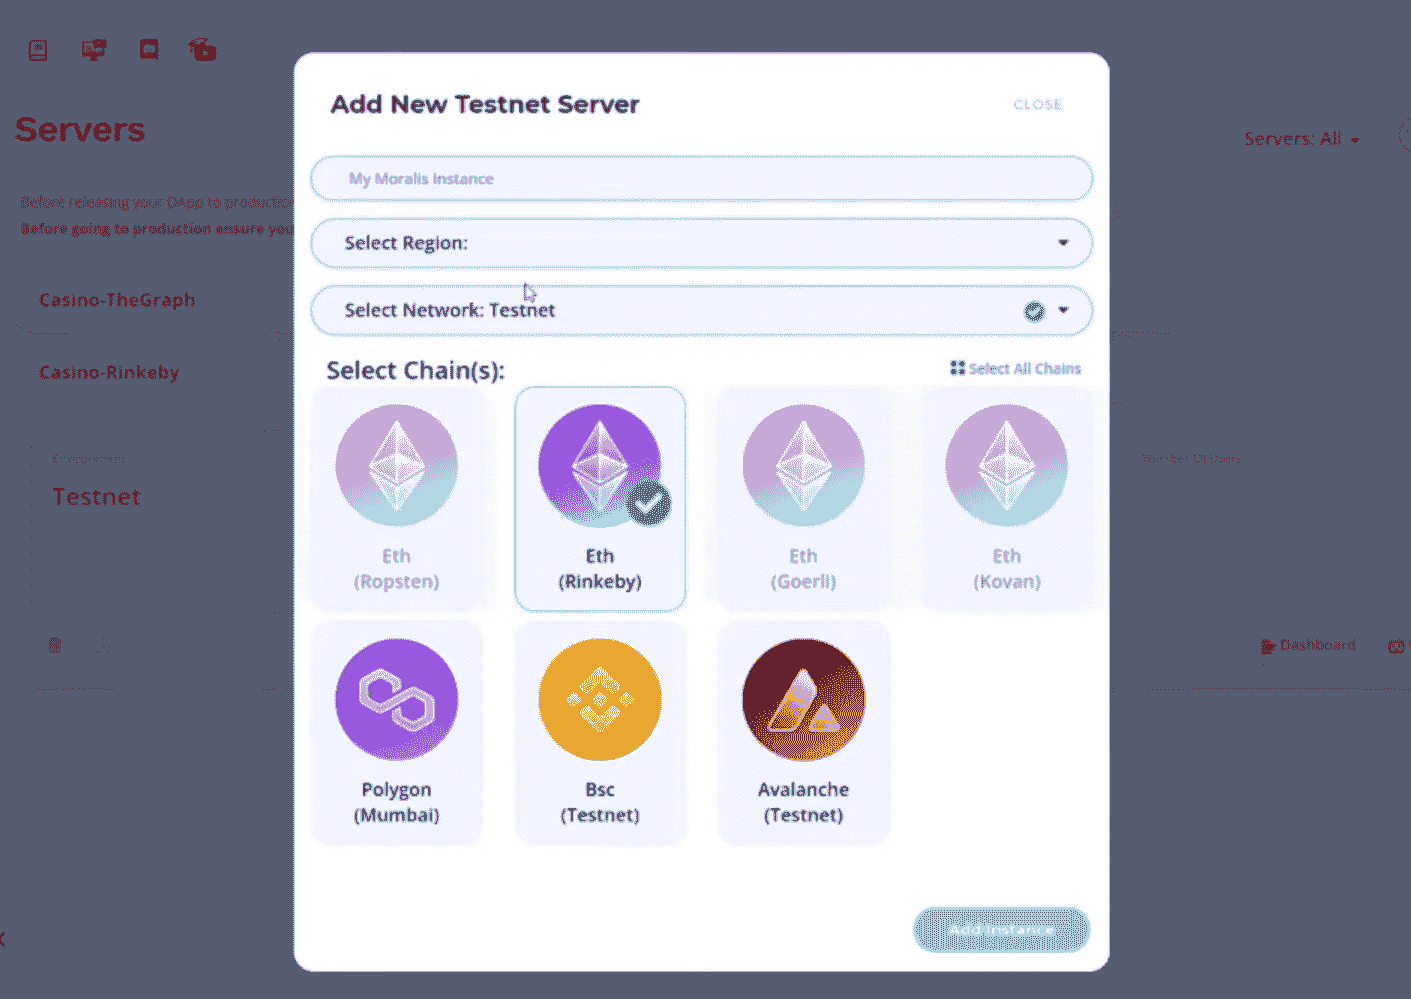 Add New Testnet Server
CLOSE
Servers
Servers: All
My Moralis Instance
Before releasing your DApp to productio
Before going to production ensure you
Select Region:
Casino-TheGraph
Select Network: Testnet
Casino-Rinkeby
Select Chain(s):
Select All Chains
Eth
(Ropsten)
Eth
(Rinkeby)
Eth
(Goerli)
Eth
(Kovan)
Number Of Users
Testnet
Dashboard
Polygon
(Mumbai)
Bsc
(Testnet)
Avalanche
(Testnet)
Add Instance